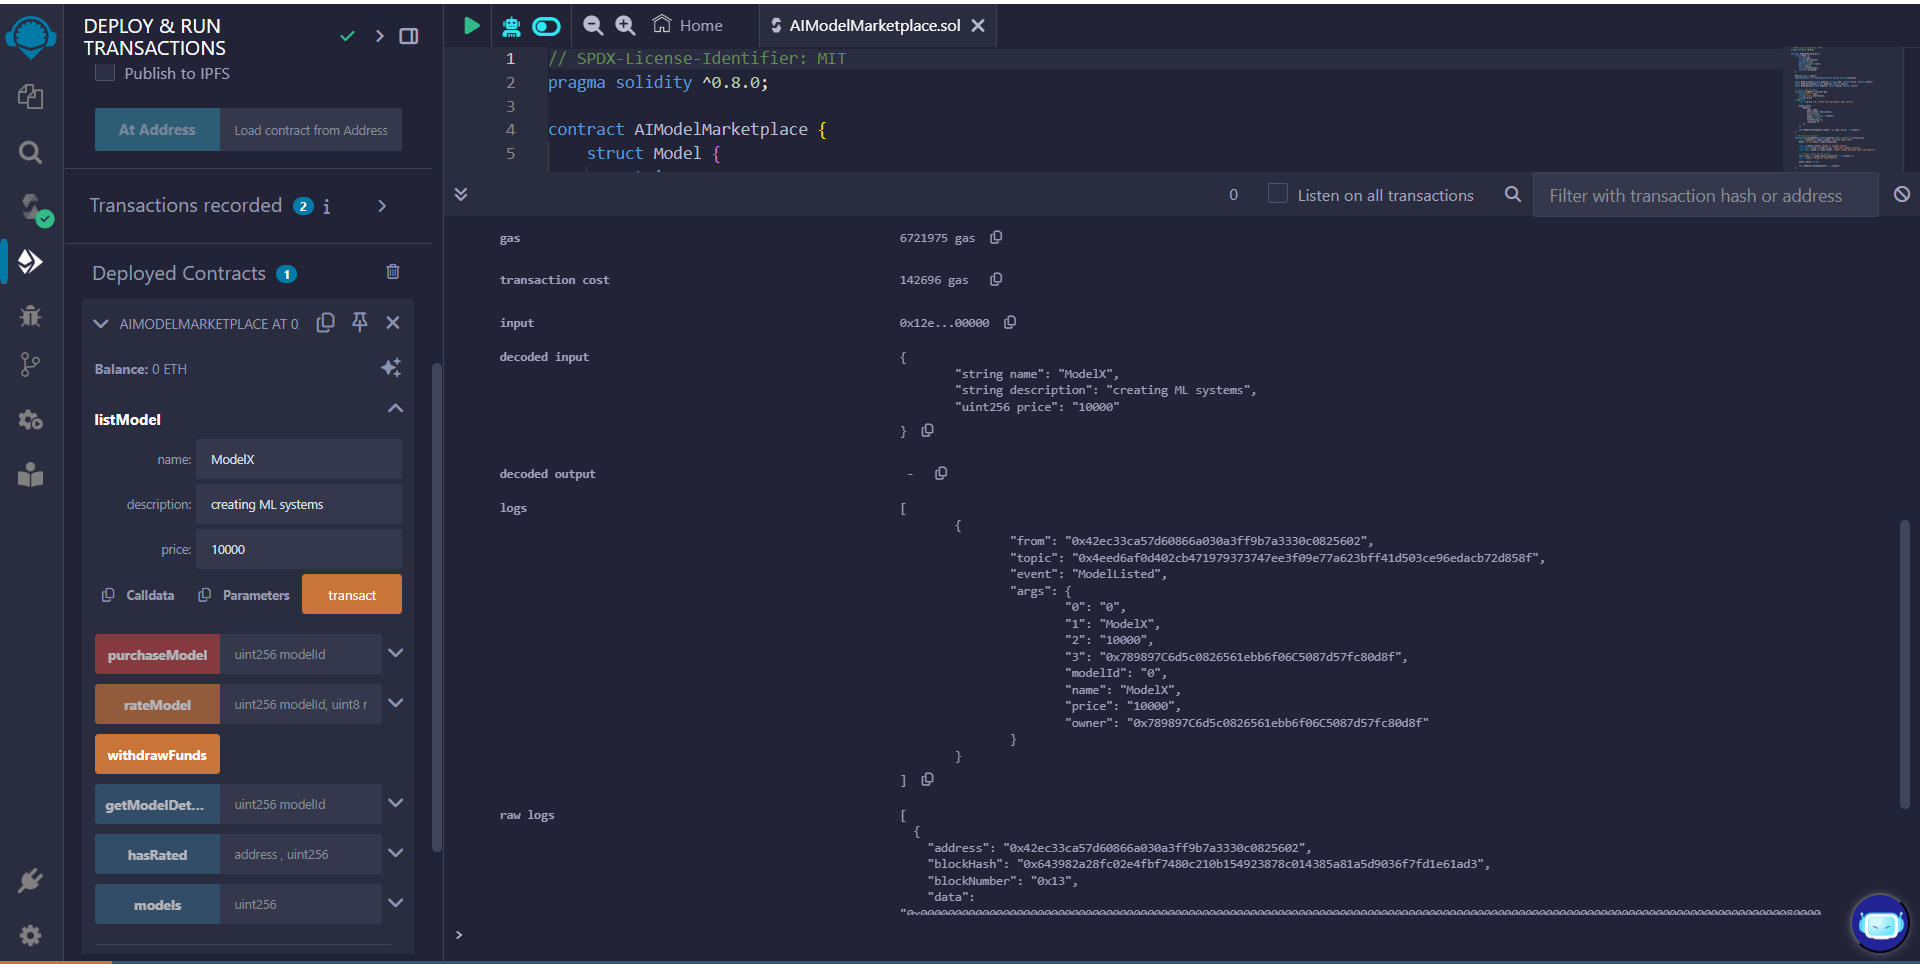 DEPLOY & RUN
TRANSACTIONS
Publish to IPFS
At Address
Load contract from Address
Transactions recorded 2 i
Deployed Contracts 1
AIMODELMARKETPLACE AT 0
Balance: 0 ETH
listModel
name: ModelX
description: creating ML systems
price: 10000
Calldata Parameters transact
purchaseModel uint256 modelId
rateModel uint256 modelId, uint8 r
withdrawFunds
getModelDet... uint256 modelId
hasRated address , uint256
models uint256
Home AIModelMarketplace.sol
1 // SPDX-License-Identifier: MIT
2 pragma solidity ^0.8.0;
3
4 contract AIModelMarketplace {
5 struct Model {
0 Listen on all transactions Filter with transaction hash or address
gas 6721975 gas
transaction cost 142696 gas
input 0x12e...00000
decoded input {
"string name": "ModelX",
"string description": "creating ML systems",
"uint256 price": "10000"
}
decoded output -
logs [
{
"from": "0x42ec33ca57d60866a030a3ff9b7a3330c0825602",
"topic": "0x4eed6af0d402cb471979373747ee3f09e77a623bff41d503ce96edacb72d858f",
"event": "ModelListed",
"args": {
"0": "0",
"1": "ModelX",
"2": "10000",
"3": "0x789897C6d5c0826561ebb6f06C5087d57fc80d8f",
"modelId": "0",
"name": "ModelX",
"price": "10000",
"owner": "0x789897C6d5c0826561ebb6f06C5087d57fc80d8f"
}
}
]
raw logs [
{
"address": "0x42ec33ca57d60866a030a3ff9b7a3330c0825602",
"blockHash": "0x643982a28fc02e4fbf7480c210b154923878c014385a81a5d9036f7fd1e61ad3",
"blockNumber": "0x13",
"data":
>